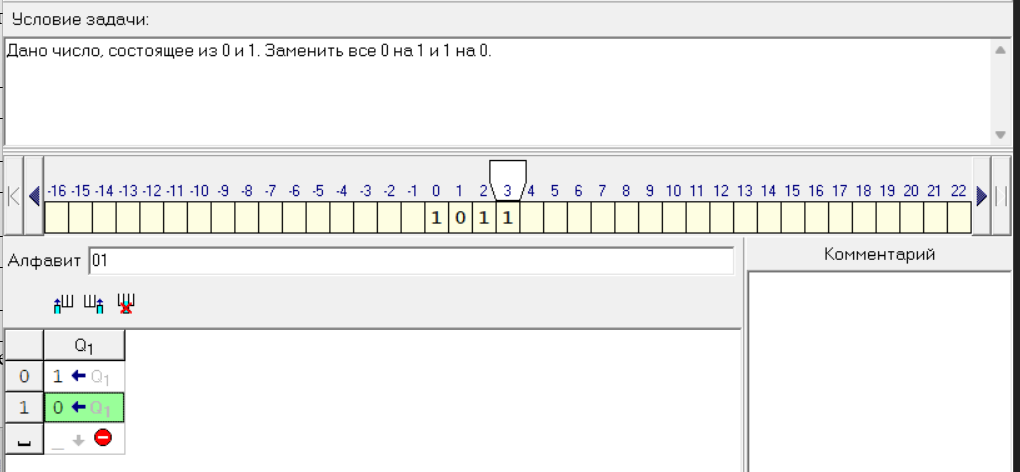 Условие задачи:
Дано число, состоящее из 0 и 1. Заменить все 0 на 1 и 1 на 0.
-16 -15 -14 -13 -12 -11 -10 -9 -8 -7 -6 -5 -4 -3 -2 -1 0 1 2 3 4 5 6 7 8 9 10 11 12 13 14 15 16 17 18 19 20 21 22
1 0 1 1
Алфавит 01
Комментарий
Q1
0 1 ← Q1
1 0 ← Q1
_ ↓